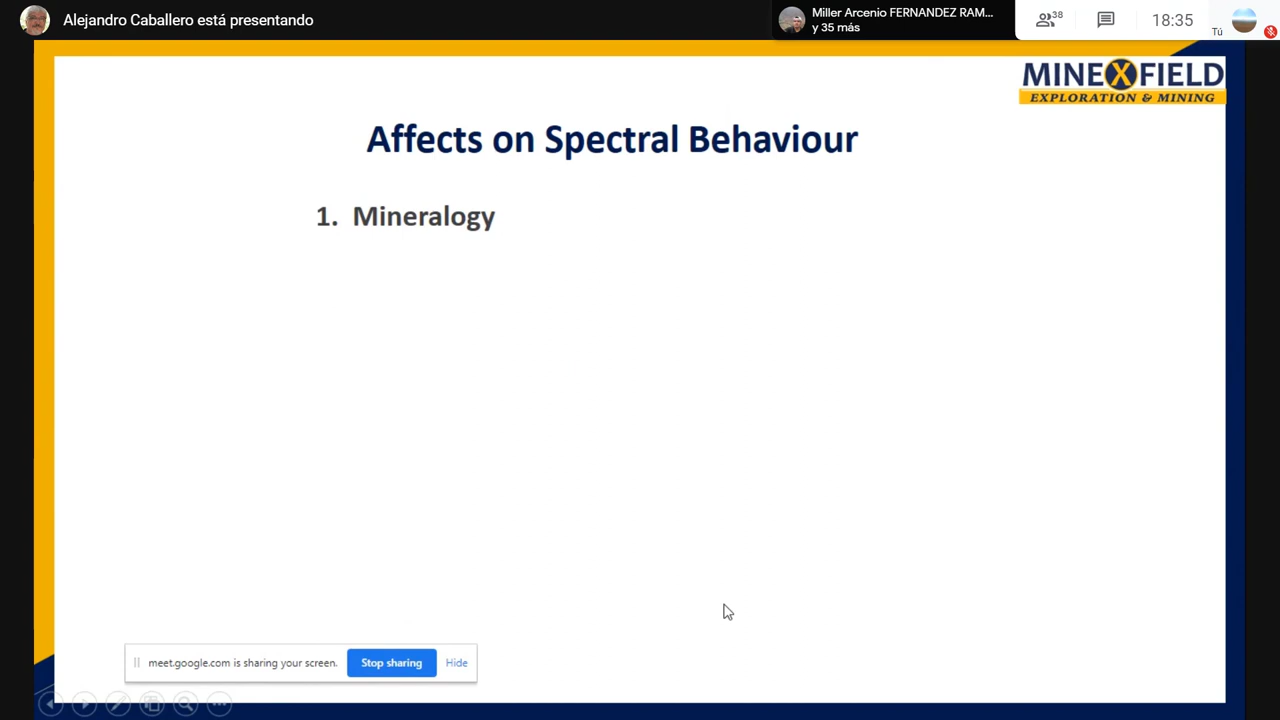 Alejandro Caballero está presentando
Miller Arcenio FERNANDEZ RAM...
y 35 más
38
18:35
Tú
MINEXFIELD
EXPLORATION & MINING
Affects on Spectral Behaviour
1. Mineralogy
meet.google.com is sharing your screen.
Stop sharing
Hide